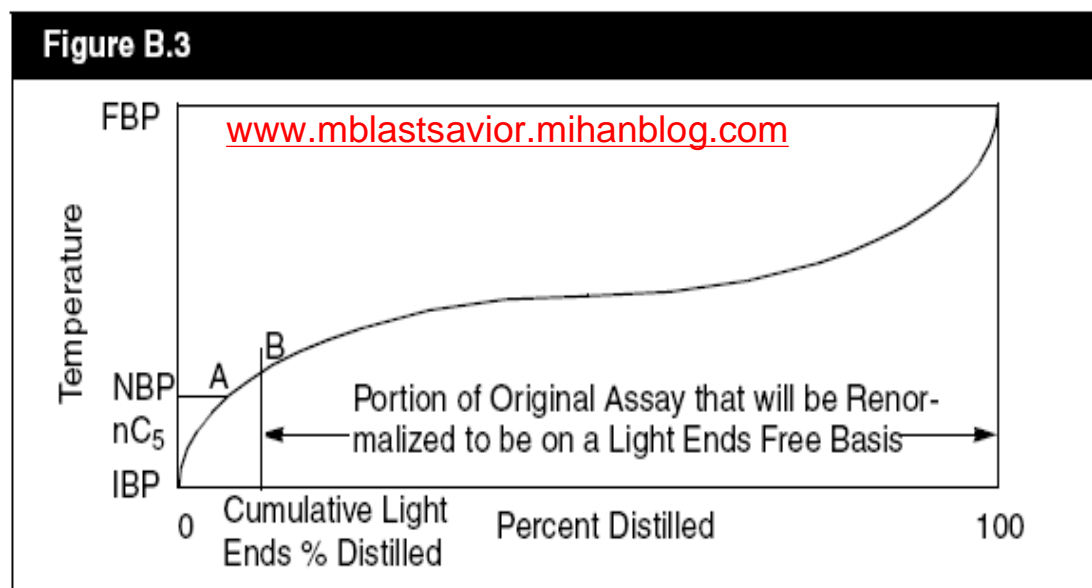 Figure B.3
FBP
www.mblastsavior.mihanblog.com
Temperature
B
A
NBP
nC5
IBP
Portion of Original Assay that will be Renor-
malized to be on a Light Ends Free Basis
0
Cumulative Light
Ends % Distilled
Percent Distilled
100